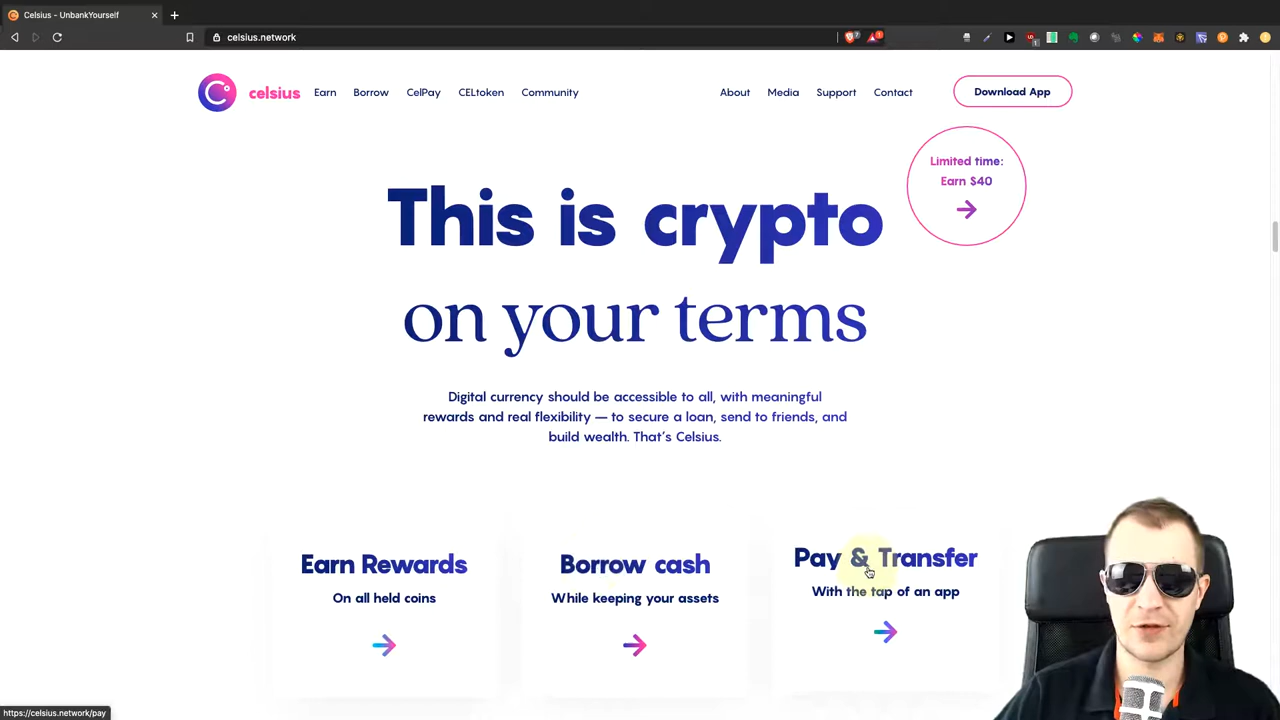 Celsius - UnbankYourself
celsius.network
7
1
1
celsius
Earn
Borrow
CelPay
CELtoken
Community
About
Media
Support
Contact
Download App
Limited time:
Earn $40
This is crypto
on your terms
Digital currency should be accessible to all, with meaningful
rewards and real flexibility — to secure a loan, send to friends, and
build wealth. That's Celsius.
Earn Rewards
On all held coins
Borrow cash
While keeping your assets
Pay & Transfer
With the tap of an app
https://celsius.network/pay